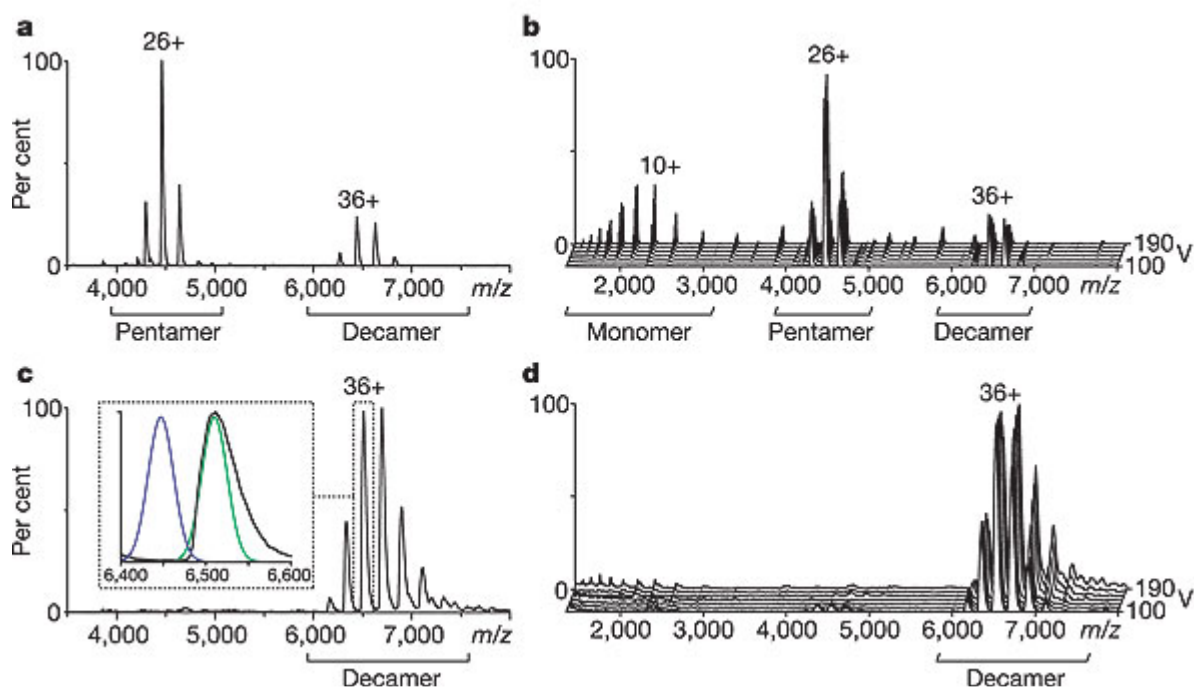 a
26+
100
36+
Per cent
0
4,000 5,000 6,000 7,000 m/z
Pentamer Decamer
b
26+
100
10+
36+
0
190
100 V
2,000 3,000 4,000 5,000 6,000 7,000 m/z
Monomer Pentamer Decamer
c
36+
100
Per cent
6,400 6,500 6,600
0
4,000 5,000 6,000 7,000 m/z
Decamer
d
36+
100
0
190
100 V
2,000 3,000 4,000 5,000 6,000 7,000 m/z
Decamer